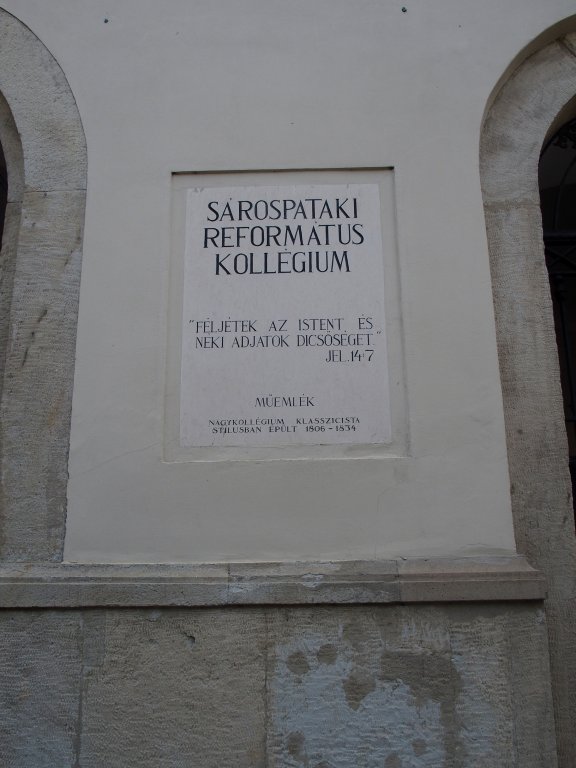 SÁROSPATAKI
REFORMÁTUS
KOLLÉGIUM
"FÉLJÉTEK AZ ISTENT, ÉS
NEKI ADJATOK DICSŐSÉGET."
JEL. 14:7
MŰEMLÉK
NAGYKOLLÉGIUM KLASSZICISTA
STÍLUSBAN ÉPÜLT 1806-1834